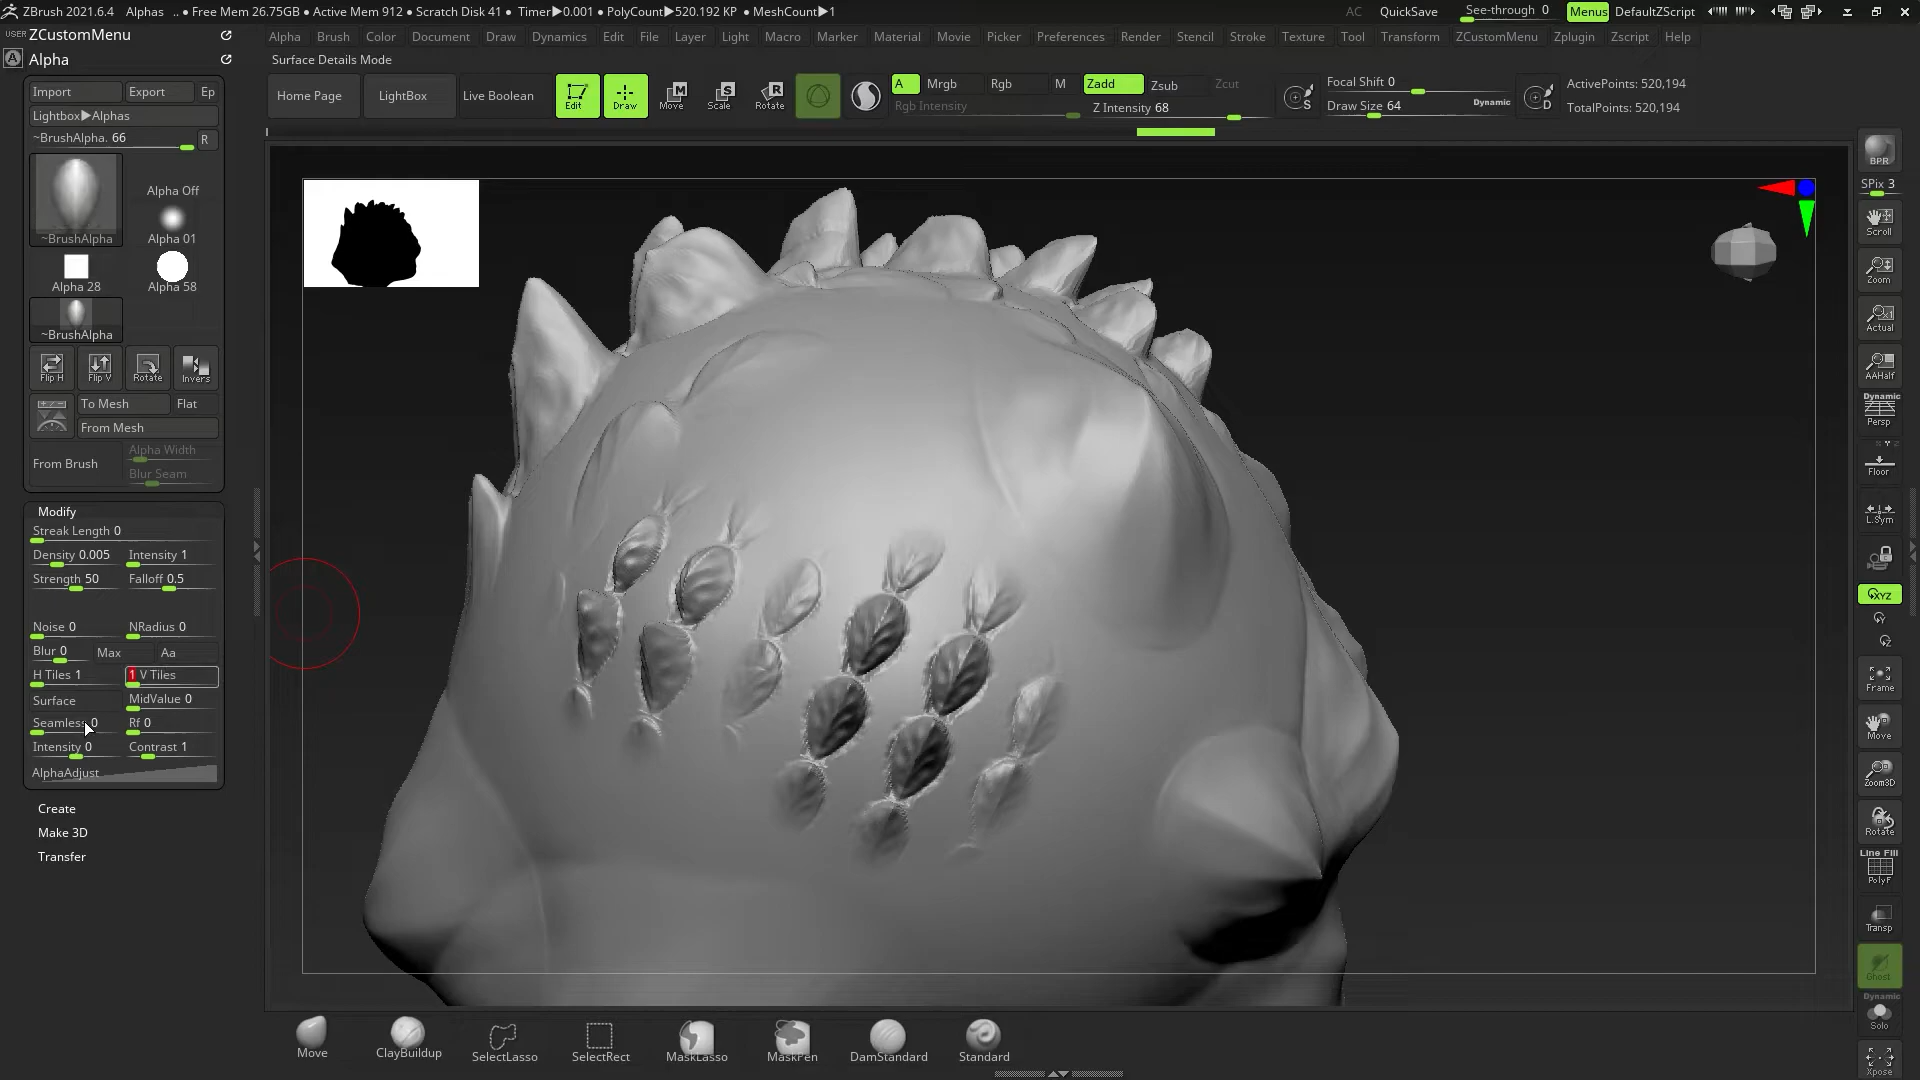 ZBrush 2021.6.4 Alphas .. • Free Mem 26.75GB • Active Mem 912 • Scratch Disk 41 • Timer▶0.001 • PolyCount▶520.192 KP • MeshCount▶1 AC QuickSave See-through 0 Menus DefaultZScript
USER ZCustomMenu
Alpha Brush Color Document Draw Dynamics Edit File Layer Light Macro Marker Material Movie Picker Preferences Render Stencil Stroke Texture Tool Transform ZCustomMenu Zplugin Zscript Help
A Alpha
Surface Details Mode
Import Export Ep
Lightbox▶Alphas
~BrushAlpha. 66 R
Home Page LightBox Live Boolean Edit Draw Move Scale Rotate
A Mrgb Rgb M Zadd Zsub Zcut
Rgb Intensity Z Intensity 68
S Focal Shift 0
Draw Size 64 Dynamic D
ActivePoints: 520,194
TotalPoints: 520,194
~BrushAlpha
Alpha Off
Alpha 01
Alpha 28
Alpha 58
~BrushAlpha
Flip H Flip V Rotate Invers
To Mesh Flat
From Mesh
From Brush Alpha Width
Blur Seam
Modify
Streak Length 0
Density 0.005 Intensity 1
Strength 50 Falloff 0.5
Noise 0 NRadius 0
Blur 0 Max Aa
H Tiles 1 1 V Tiles
Surface MidValue 0
Seamless 0 Rf 0
Intensity 0 Contrast 1
AlphaAdjust
Create
Make 3D
Transfer
BPR
SPix 3
Scroll
Zoom
Actual
AAHalf
Dynamic
Persp
Floor
L.Sym
XYZ
Frame
Move
Zoom3D
Rotate
Line Fill
PolyF
Transp
Ghost
Dynamic
Solo
Xpose
Move ClayBuildup SelectLasso SelectRect MaskLasso MaskPen DamStandard Standard